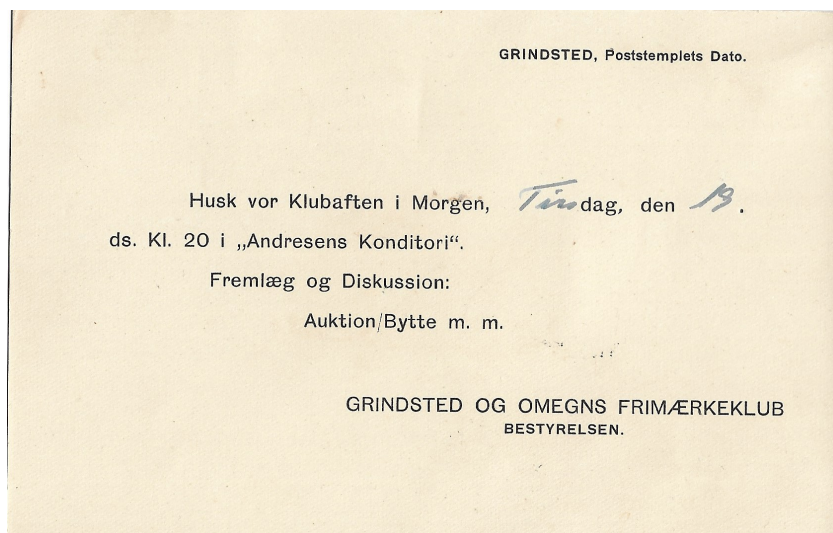 GRINDSTED, Poststemplets Dato.
Husk vor Klubaften i Morgen, Tirsdag, den 13.
ds. Kl. 20 i „Andresens Konditori“.
Fremlæg og Diskussion:
Auktion/Bytte m. m.
GRINDSTED OG OMEGNS FRIMÆRKEKLUB
BESTYRELSEN.